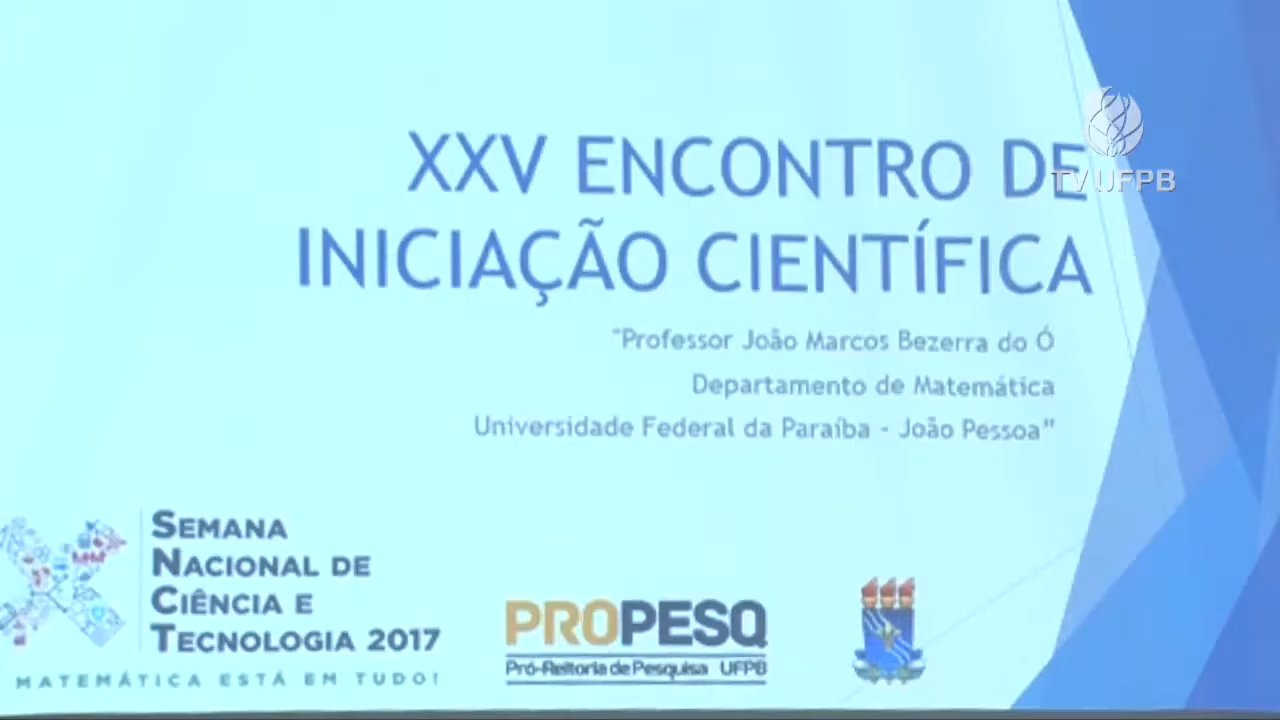 XXV ENCONTRO DE
INICIAÇÃO CIENTÍFICA
"Professor João Marcos Bezerra do Ó
Departamento de Matemática
Universidade Federal da Paraíba - João Pessoa"
TV UFPB
SEMANA
NACIONAL DE
CIÊNCIA E
TECNOLOGIA 2017
MATEMÁTICA ESTÁ EM TUDO!
PROPESQ
Pró-Reitoria de Pesquisa UFPB